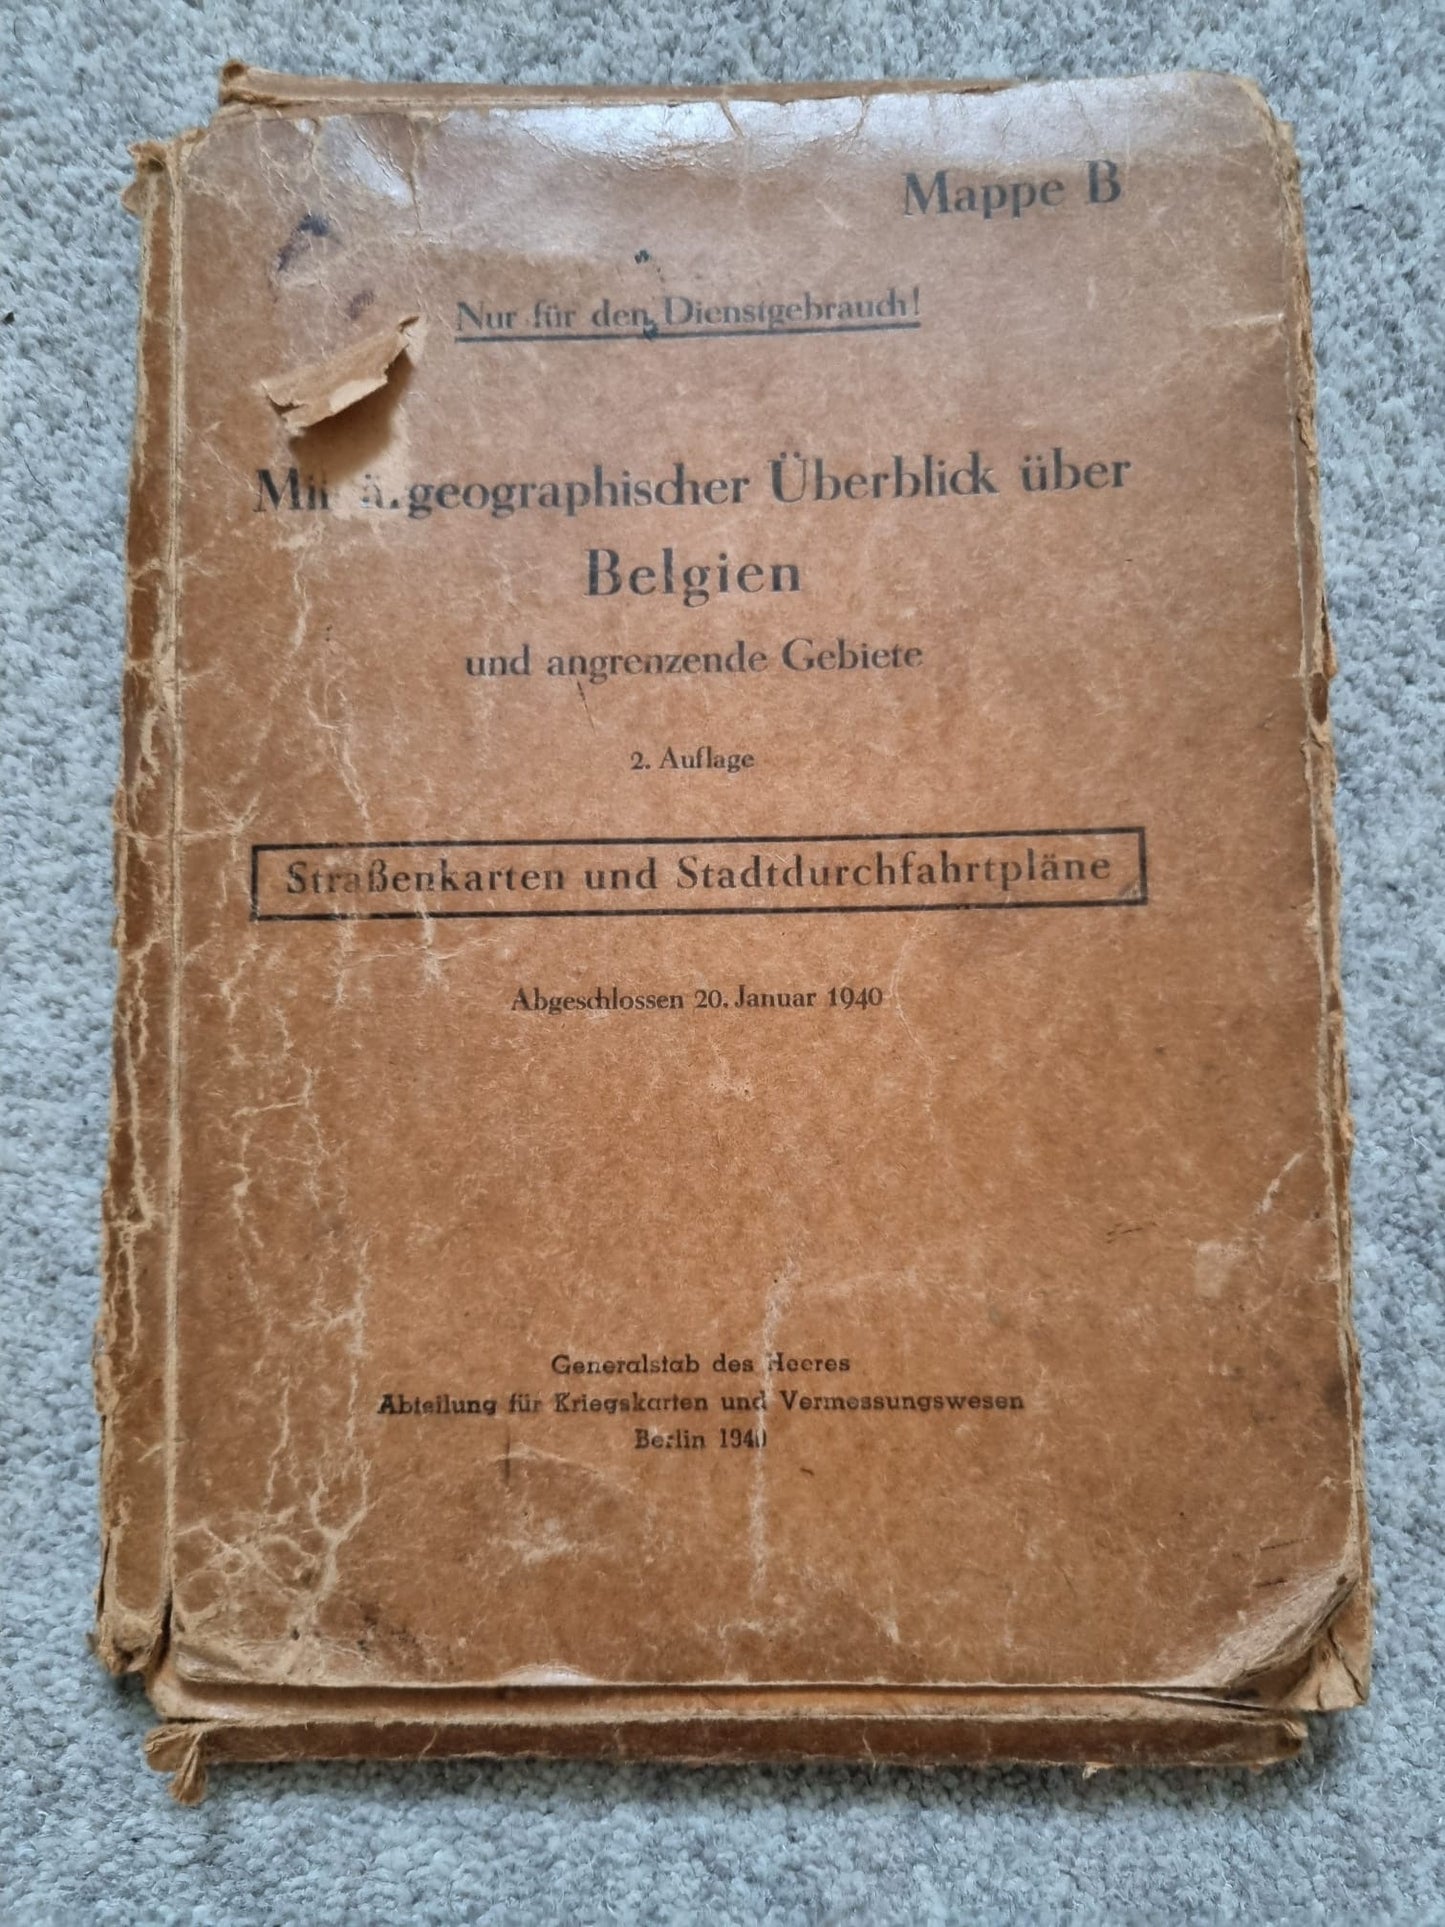 Mappe B
Nur für den Dienstgebrauch!
geographischer Überblick über
Belgien
und angrenzende Gebiete
2. Auflage
Straßenkarten und Stadtdurchfahrtpläne
Abgeschlossen 20. Januar 1940
Generalstab des Heeres
Abteilung für Kriegskarten und Vermessungswesen
Berlin 1940